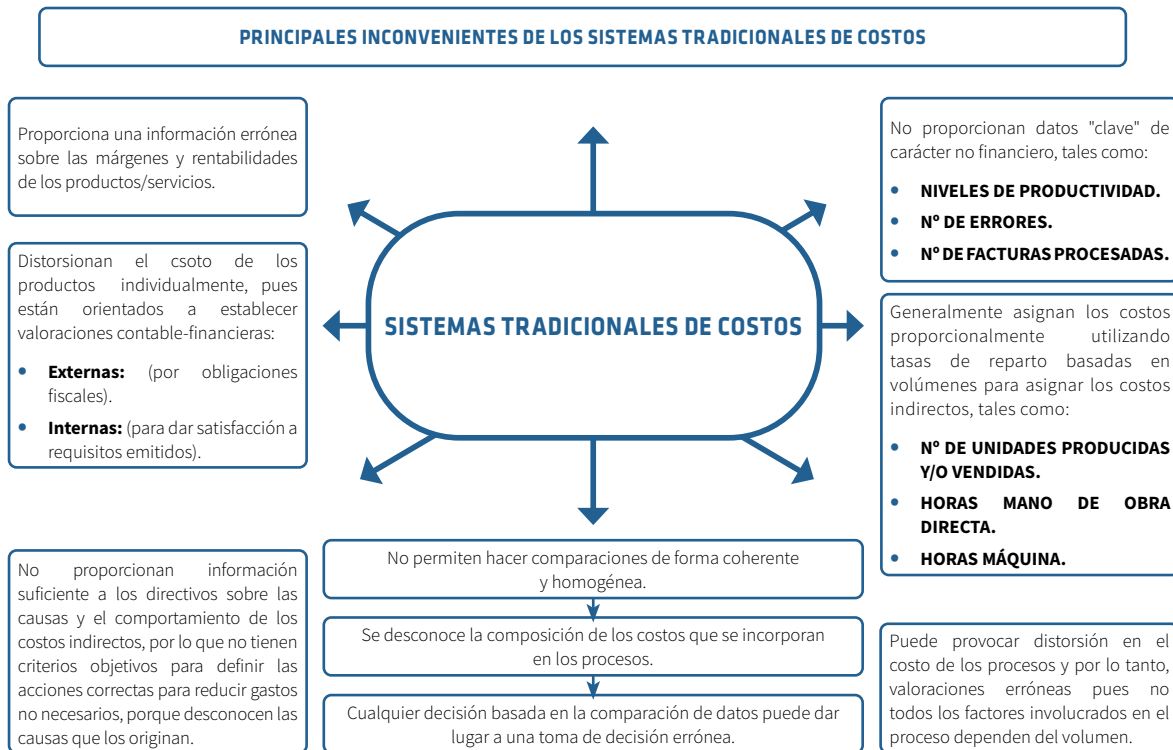 PRINCIPALES INCONVENIENTES DE LOS SISTEMAS TRADICIONALES DE COSTOS
Proporciona una información errónea
sobre las márgenes y rentabilidades
de los productos/servicios.
Distorsionan el csoto de los
productos individualmente, pues
están orientados a establecer
valoraciones contable-financieras:
• Externas: (por obligaciones
fiscales).
• Internas: (para dar satisfacción a
requisitos emitidos).
No proporcionan información
suficiente a los directivos sobre las
causas y el comportamiento de los
costos indirectos, por lo que no tienen
criterios objetivos para definir las
acciones correctas para reducir gastos
no necesarios, porque desconocen las
causas que los originan.
SISTEMAS TRADICIONALES DE COSTOS
No permiten hacer comparaciones de forma coherente
y homogénea.
Se desconoce la composición de los costos que se incorporan
en los procesos.
Cualquier decisión basada en la comparación de datos puede dar
lugar a una toma de decisión errónea.
No proporcionan datos "clave" de
carácter no financiero, tales como:
• NIVELES DE PRODUCTIVIDAD.
• Nº DE ERRORES.
• Nº DE FACTURAS PROCESADAS.
Generalmente asignan los costos
proporcionalmente utilizando
tasas de reparto basadas en
volúmenes para asignar los costos
indirectos, tales como:
• Nº DE UNIDADES PRODUCIDAS
Y/O VENDIDAS.
• HORAS MANO DE OBRA
DIRECTA.
• HORAS MÁQUINA.
Puede provocar distorsión en el
costo de los procesos y por lo tanto,
valoraciones erróneas pues no
todos los factores involucrados en el
proceso dependen del volumen.